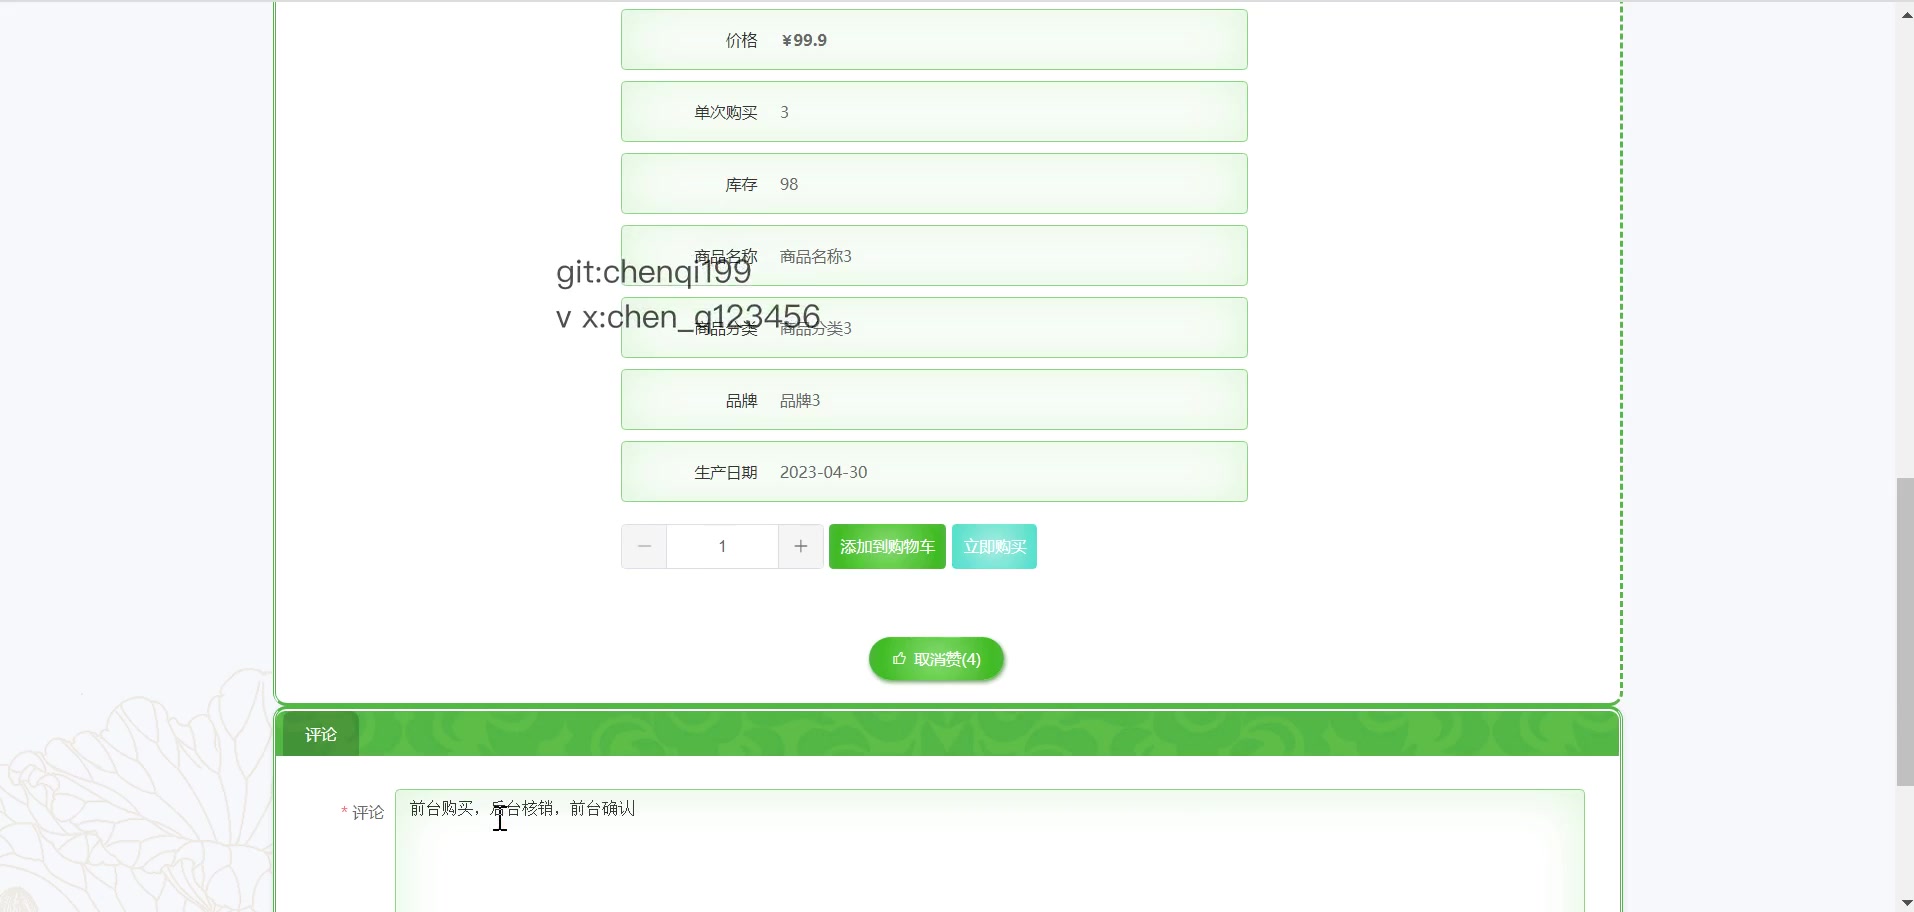 价格 ¥99.9
单次购买 3
库存 98
商品名称 商品名称3
git:chenqi199
v x:chen_q123456
商品分类 商品分类3
品牌 品牌3
生产日期 2023-04-30
1 添加到购物车 立即购买
取消赞(4)
评论
* 评论 前台购买，后台核销，前台确认